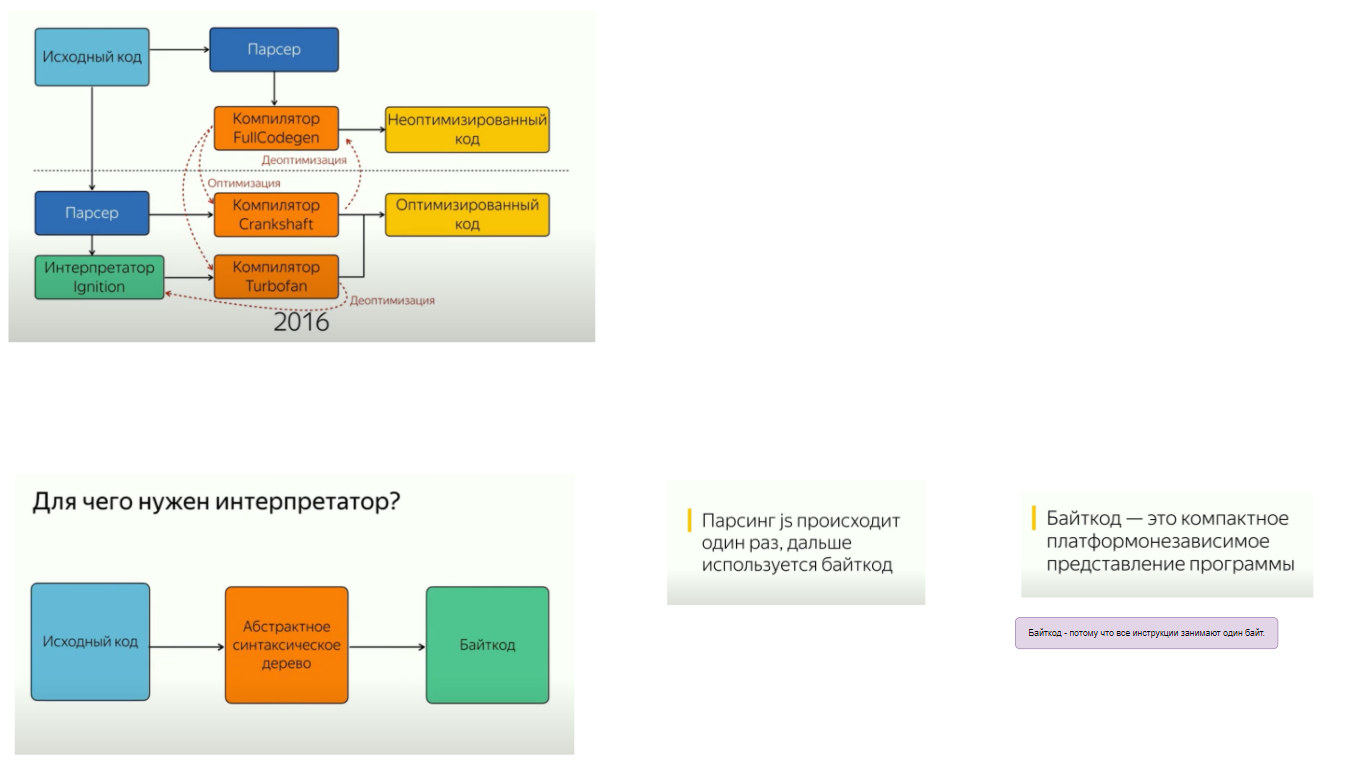 Исходный код
Парсер
Компилятор
FullCodegen
Неоптимизированный
код
Деоптимизация
Оптимизация
Парсер
Компилятор
Crankshaft
Оптимизированный
код
Интерпретатор
Ignition
Компилятор
Turbofan
Деоптимизация
2016
Для чего нужен интерпретатор?
Исходный код
Абстрактное
синтаксическое
дерево
Байткод
Парсинг js происходит
один раз, дальше
используется байткод
Байткод — это компактное
платформонезависимое
представление программы
Байткод - потому что все инструкции занимают один байт.